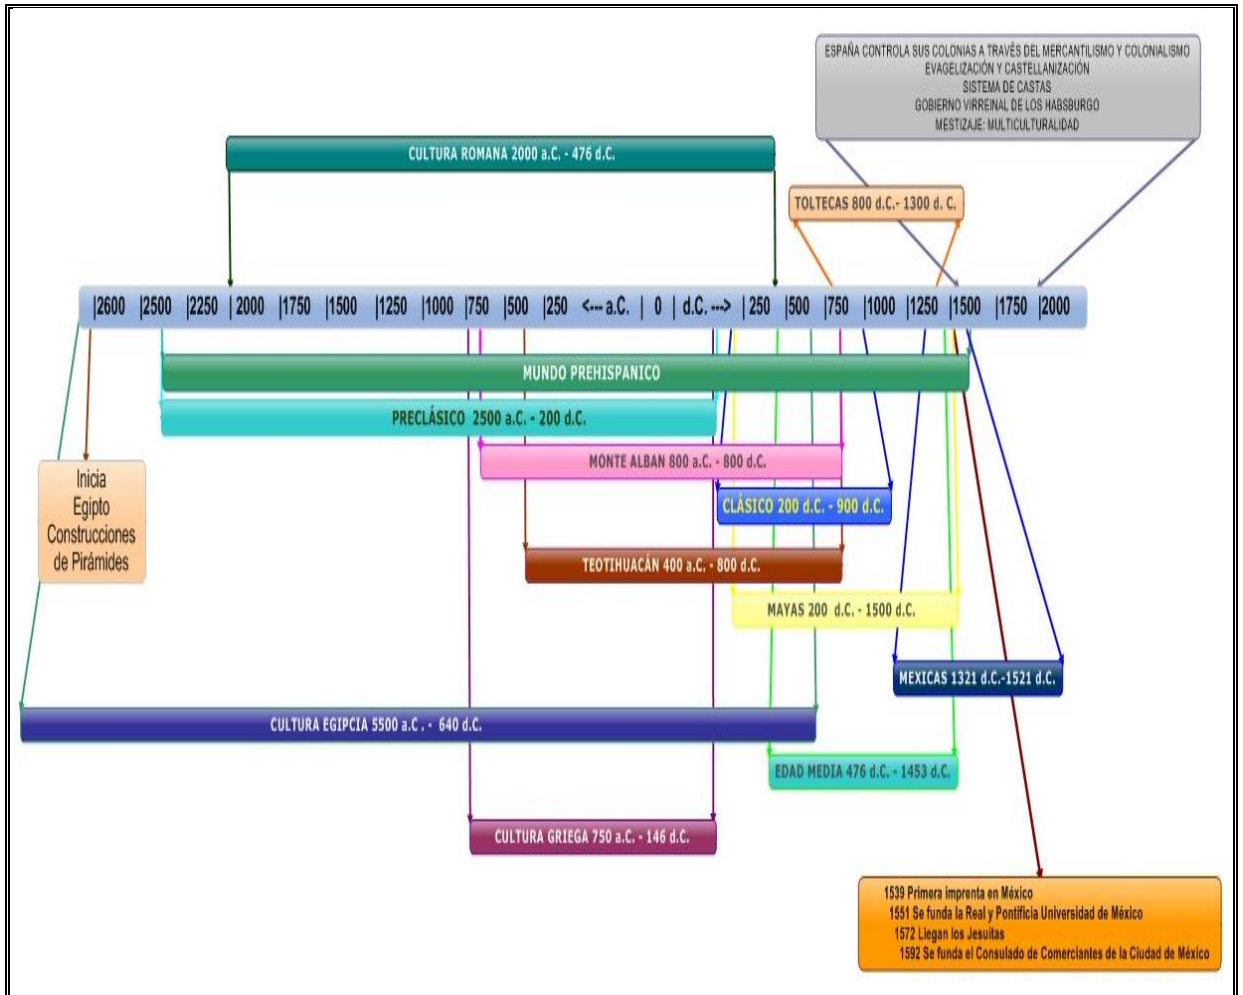 ESPAÑA CONTROLA SUS COLONIAS A TRAVÉS DEL MERCANTILISMO Y COLONIALISMO
EVAGELIZACIÓN Y CASTELLANIZACIÓN
SISTEMA DE CASTAS
GOBIERNO VIRREINAL DE LOS HABSBURGO
MESTIZAJE: MULTICULTURALIDAD
CULTURA ROMANA 2000 a.C. - 476 d.C.
TOLTECAS 800 d.C.- 1300 d. C.
|2600 |2500 |2250 |2000 |1750 |1500 |1250 |1000 |750 |500 |250 <--- a.C. | 0 | d.C. ---> | 250 |500 |750 |1000 |1250 |1500 |1750 |2000
MUNDO PREHISPANICO
PRECLÁSICO 2500 a.C. - 200 d.C.
MONTE ALBAN 800 a.C. - 800 d.C.
Inicia
Egipto
Construcciones
de Pirámides
CLÁSICO 200 d.C. - 900 d.C.
TEOTIHUACÁN 400 a.C. - 800 d.C.
MAYAS 200 d.C. - 1500 d.C.
MEXICAS 1321 d.C.-1521 d.C.
CULTURA EGIPCIA 5500 a.C . - 640 d.C.
EDAD MEDIA 476 d.C. - 1453 d.C.
CULTURA GRIEGA 750 a.C. - 146 d.C.
1539 Primera imprenta en México
1551 Se funda la Real y Pontificia Universidad de México
1572 Llegan los Jesuitas
1592 Se funda el Consulado de Comerciantes de la Ciudad de México